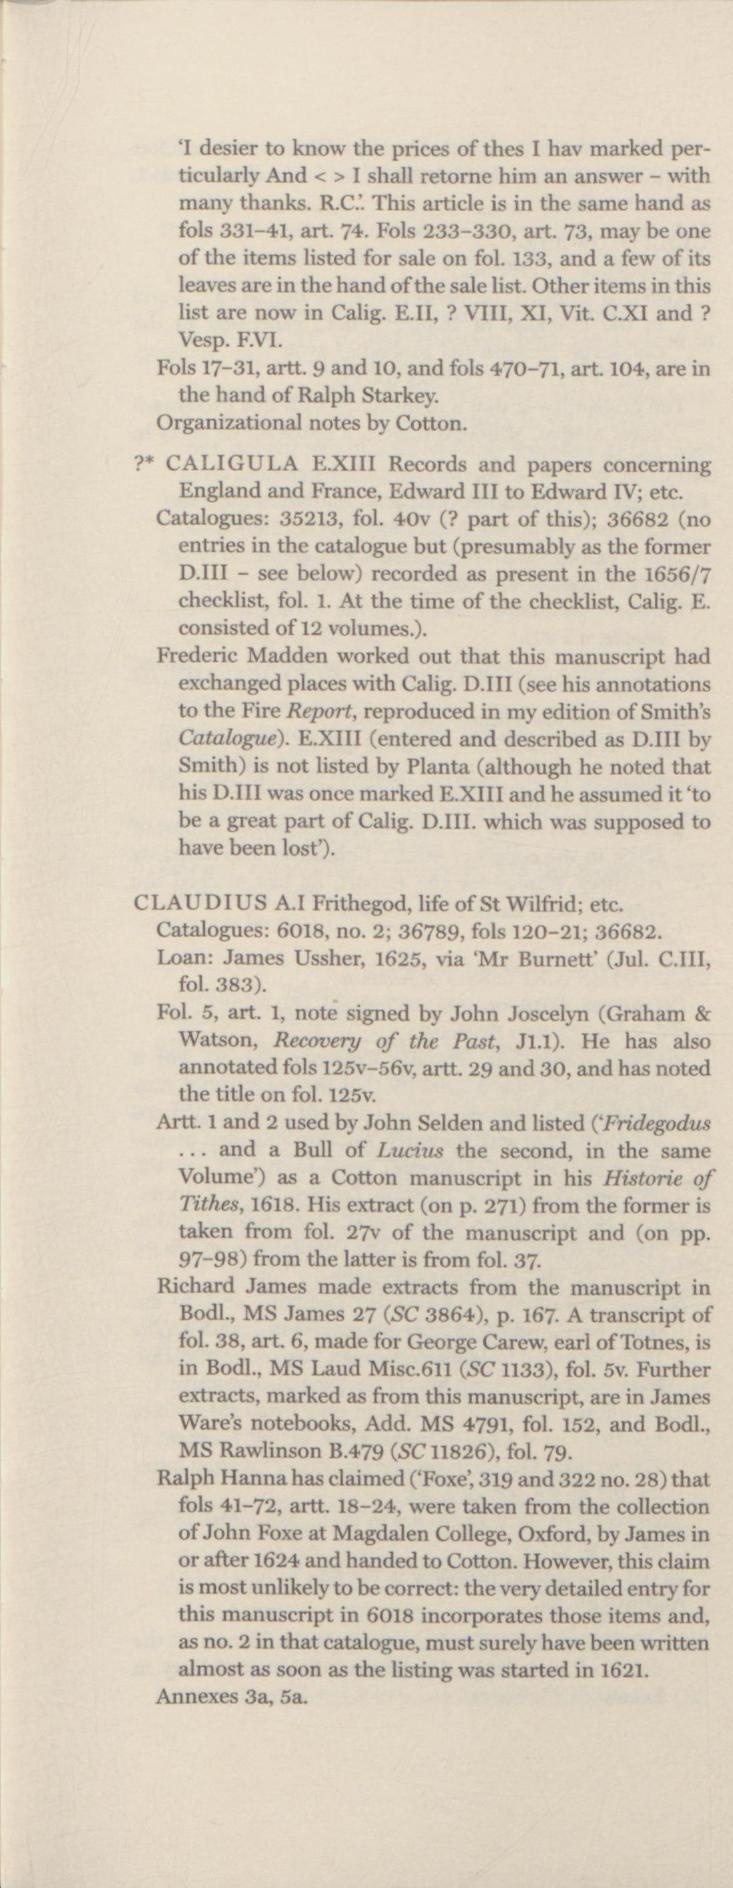 ‘I desier to know the prices of thes I hav marked per-
ticularly And < > I shall retorne him an answer – with
many thanks. R.C.’. This article is in the same hand as
fols 331–41, art. 74. Fols 233–330, art. 73, may be one
of the items listed for sale on fol. 133, and a few of its
leaves are in the hand of the sale list. Other items in this
list are now in Calig. E.II, ? VIII, XI, Vit. C.XI and ?
Vesp. F.VI.
Fols 17–31, artt. 9 and 10, and fols 470–71, art. 104, are in
the hand of Ralph Starkey.
Organizational notes by Cotton.
?* CALIGULA E.XIII Records and papers concerning
England and France, Edward III to Edward IV; etc.
Catalogues: 35213, fol. 40v (? part of this); 36682 (no
entries in the catalogue but (presumably as the former
D.III – see below) recorded as present in the 1656/7
checklist, fol. 1. At the time of the checklist, Calig. E.
consisted of 12 volumes.).
Frederic Madden worked out that this manuscript had
exchanged places with Calig. D.III (see his annotations
to the Fire Report, reproduced in my edition of Smith’s
Catalogue). E.XIII (entered and described as D.III by
Smith) is not listed by Planta (although he noted that
his D.III was once marked E.XIII and he assumed it ‘to
be a great part of Calig. D.III. which was supposed to
have been lost’).
CLAUDIUS A.I Frithegod, life of St Wilfrid; etc.
Catalogues: 6018, no. 2; 36789, fols 120–21; 36682.
Loan: James Ussher, 1625, via ‘Mr Burnett’ (Jul. C.III,
fol. 383).
Fol. 5, art. 1, note signed by John Joscelyn (Graham &
Watson, Recovery of the Past, J1.1). He has also
annotated fols 125v–56v, artt. 29 and 30, and has noted
the title on fol. 125v.
Artt. 1 and 2 used by John Selden and listed (‘Fridegodus
... and a Bull of Lucius the second, in the same
Volume’) as a Cotton manuscript in his Historie of
Tithes, 1618. His extract (on p. 271) from the former is
taken from fol. 27v of the manuscript and (on pp.
97–98) from the latter is from fol. 37.
Richard James made extracts from the manuscript in
Bodl., MS James 27 (SC 3864), p. 167. A transcript of
fol. 38, art. 6, made for George Carew, earl of Totnes, is
in Bodl., MS Laud Misc.611 (SC 1133), fol. 5v. Further
extracts, marked as from this manuscript, are in James
Ware’s notebooks, Add. MS 4791, fol. 152, and Bodl.,
MS Rawlinson B.479 (SC 11826), fol. 79.
Ralph Hanna has claimed (‘Foxe’, 319 and 322 no. 28) that
fols 41–72, artt. 18–24, were taken from the collection
of John Foxe at Magdalen College, Oxford, by James in
or after 1624 and handed to Cotton. However, this claim
is most unlikely to be correct: the very detailed entry for
this manuscript in 6018 incorporates those items and,
as no. 2 in that catalogue, must surely have been written
almost as soon as the listing was started in 1621.
Annexes 3a, 5a.